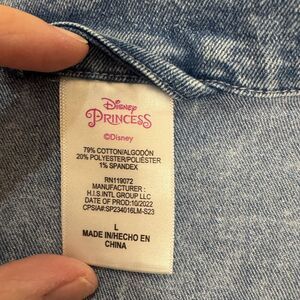 Disney
PRINCESS
©Disney
79% COTTON/ALGODÓN
20% POLYESTER/POLIÉSTER
1% SPANDEX
RN119072
MANUFACTURER :
H.I.S.INTL GROUP LLC
DATE OF PROD:10/2022
CPSIA#:SP234016LM-S23
L
MADE IN/HECHO EN
CHINA